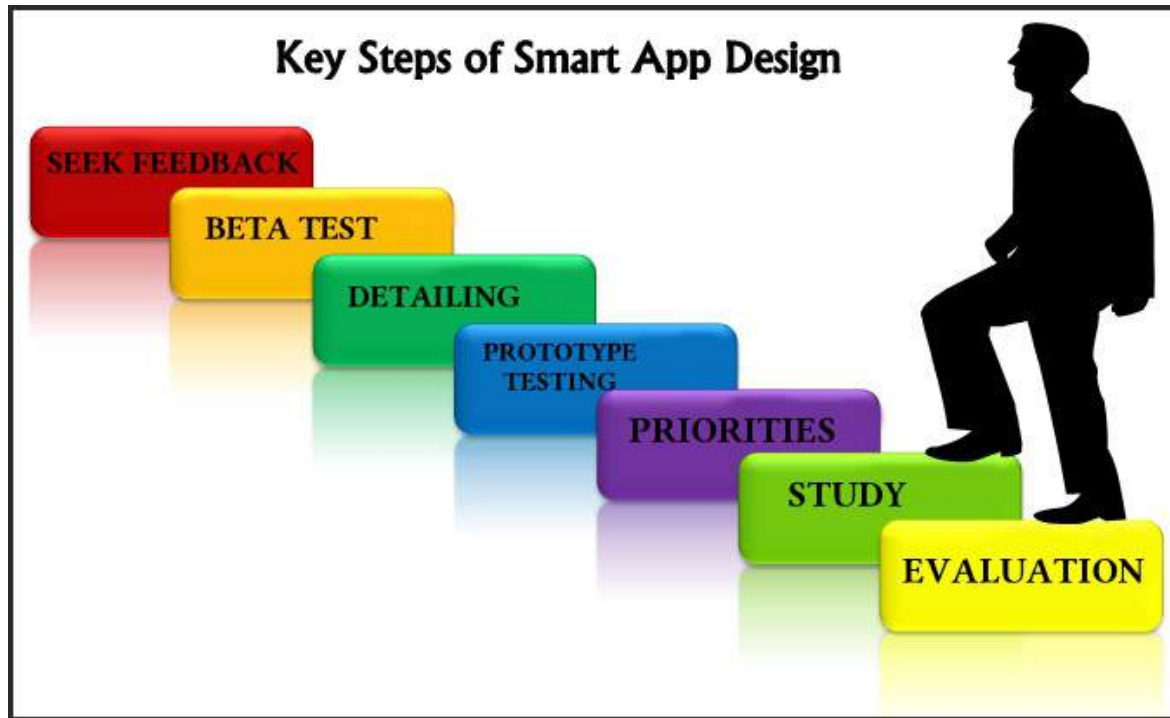 Key Steps of Smart App Design
SEEK FEEDBACK
BETA TEST
DETAILING
PROTOTYPE
TESTING
PRIORITIES
STUDY
EVALUATION